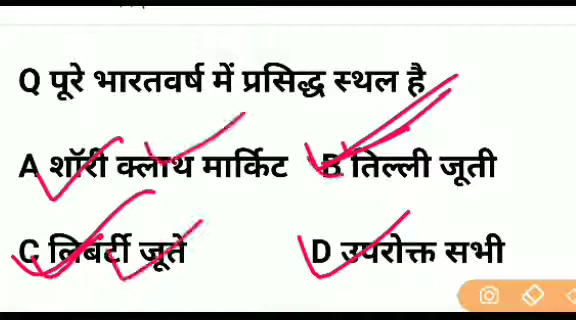 Q पूरे भारतवर्ष में प्रसिद्ध स्थल है
A शॉरी क्लाथ मार्किट B तिल्ली जूती
C लिबर्टी जूते D उपरोक्त सभी